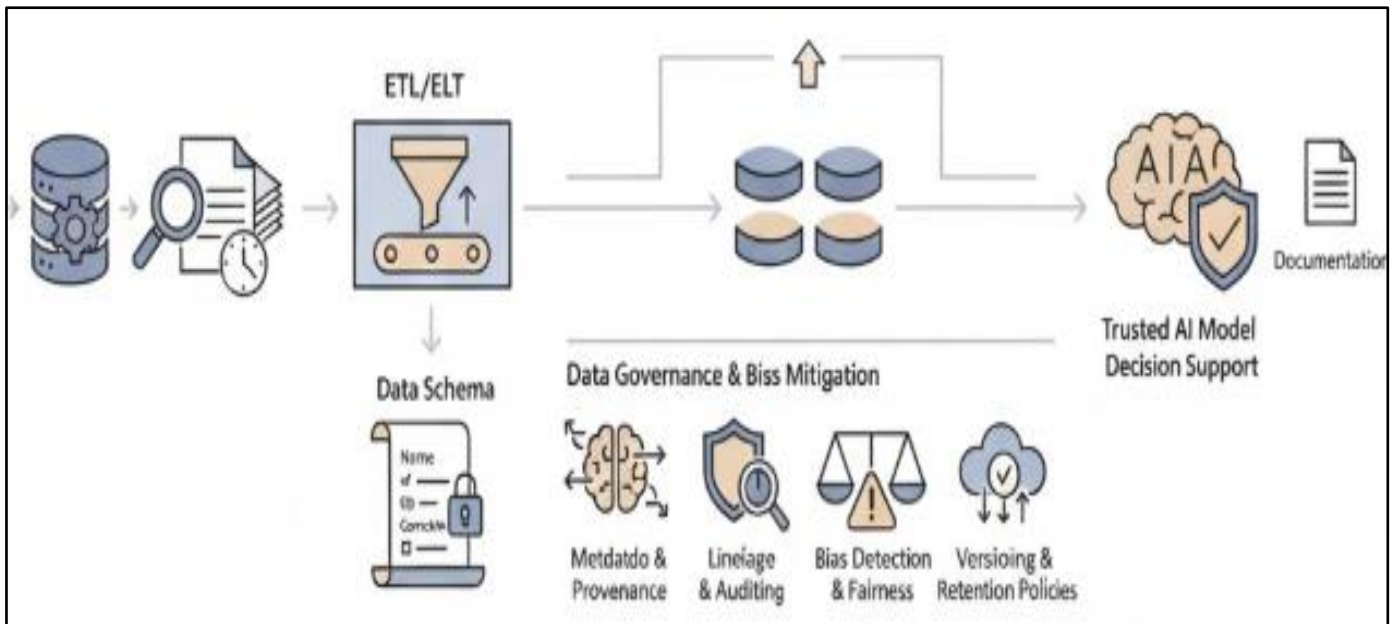 ETL/ELT
AIA
Documentation
Trusted AI Model
Decision Support
Data Schema
Name
Data Governance & Biss Mitigation
Metdatdo &
Provenance
Lineiage
& Auditing
Bias Detection
& Fairness
Versioing &
Retention Policies